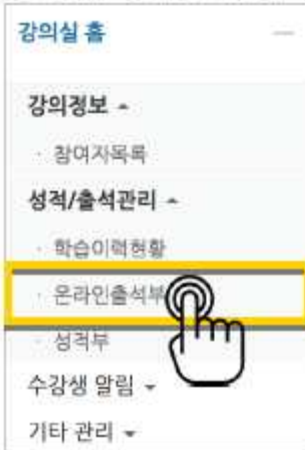 강의실 홈
강의정보
· 참여자목록
성적/출석관리
· 학습이력현황
· 온라인출석부
· 성적부
수강생 알림
기타 관리